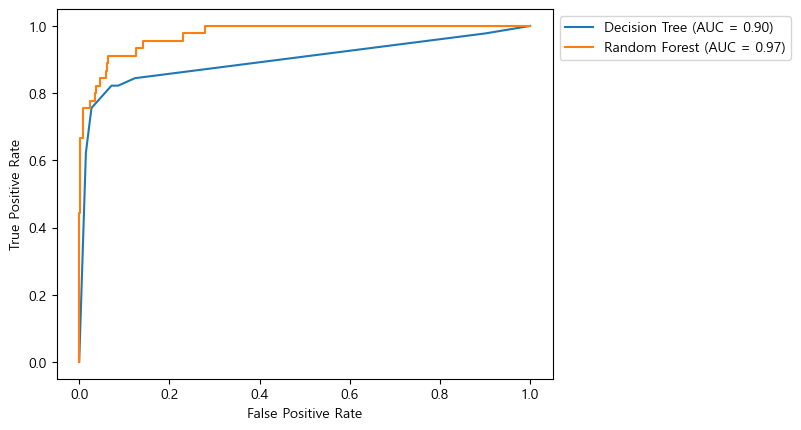 Decision Tree (AUC = 0.90)
Random Forest (AUC = 0.97)
True Positive Rate
1.0
0.8
0.6
0.4
0.2
0.0
0.0 0.2 0.4 0.6 0.8 1.0
False Positive Rate